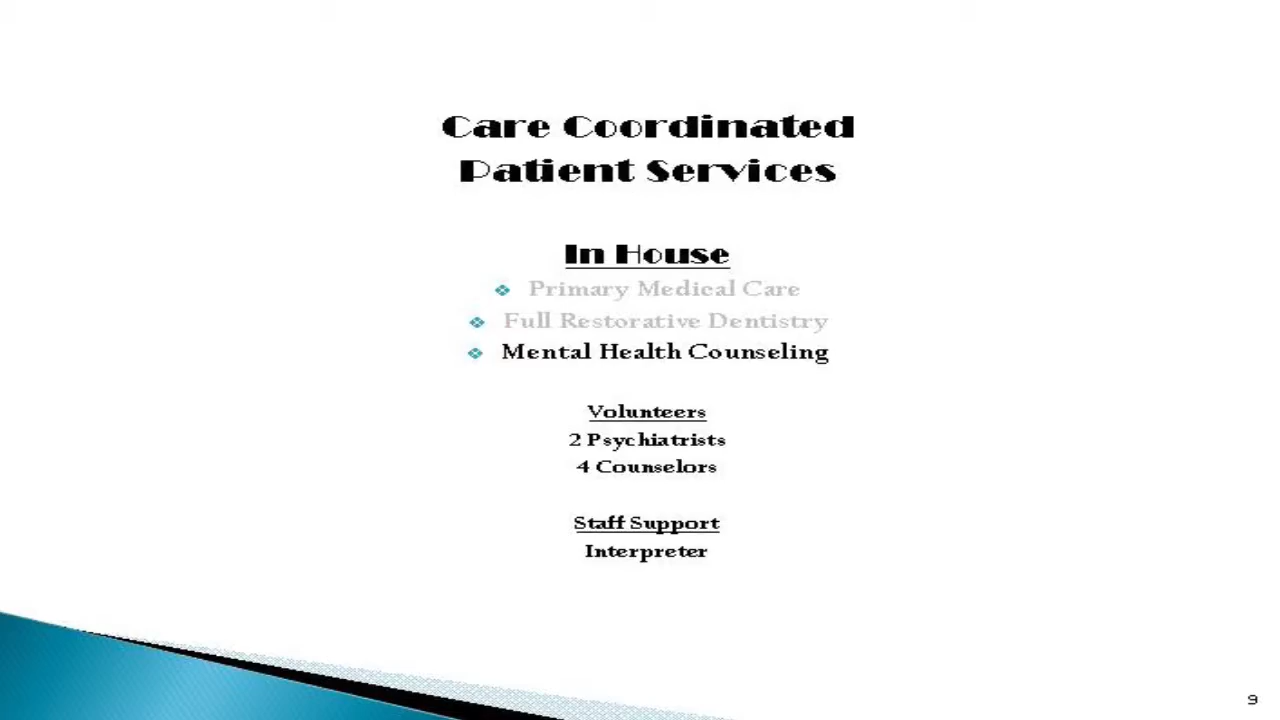 Care Coordinated
Patient Services
In House
❖ Primary Medical Care
❖ Full Restorative Dentistry
❖ Mental Health Counseling
Volunteers
2 Psychiatrists
4 Counselors
Staff Support
Interpreter
9